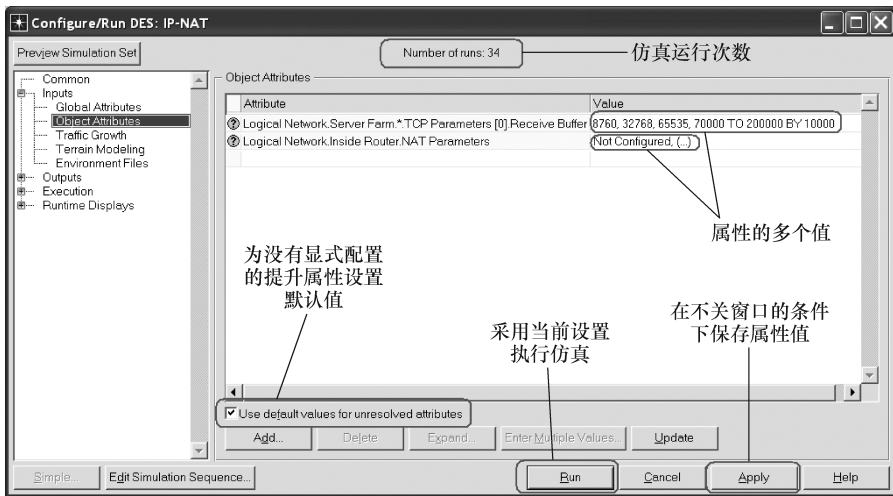 Configure/Run DES: IP-NAT
Preview Simulation Set
Number of runs: 34
仿真运行次数
Common
Inputs
Global Attributes
Object Attributes
Traffic Growth
Terrain Modeling
Environment Files
Outputs
Execution
Runtime Displays
Object Attributes
Attribute
Value
Logical Network.Server Farm.*.TCP Parameters [0].Receive Buffer
8760, 32768, 65535, 70000 TO 200000 BY 10000
Logical Network.Inside Router.NAT Parameters
Not Configured, (...)
属性的多个值
为没有显式配置
的提升属性设置
默认值
采用当前设置
执行仿真
在不关窗口的条件
下保存属性值
Use default values for unresolved attributes
Add...
Delete
Expand...
Enter Multiple Values...
Update
Simple...
Edit Simulation Sequence...
Run
Cancel
Apply
Help